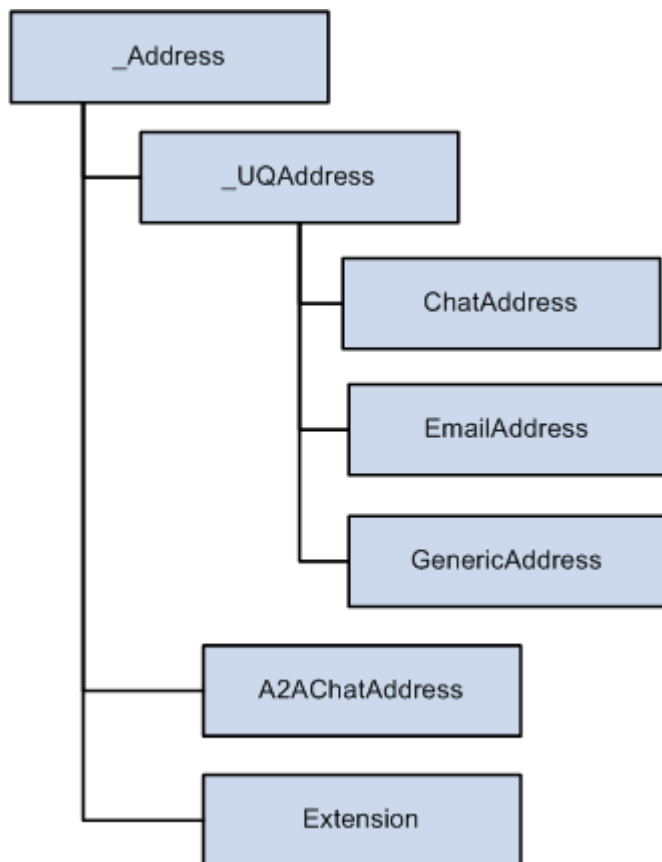 _Address
_UQAddress
ChatAddress
EmailAddress
GenericAddress
A2AChatAddress
Extension